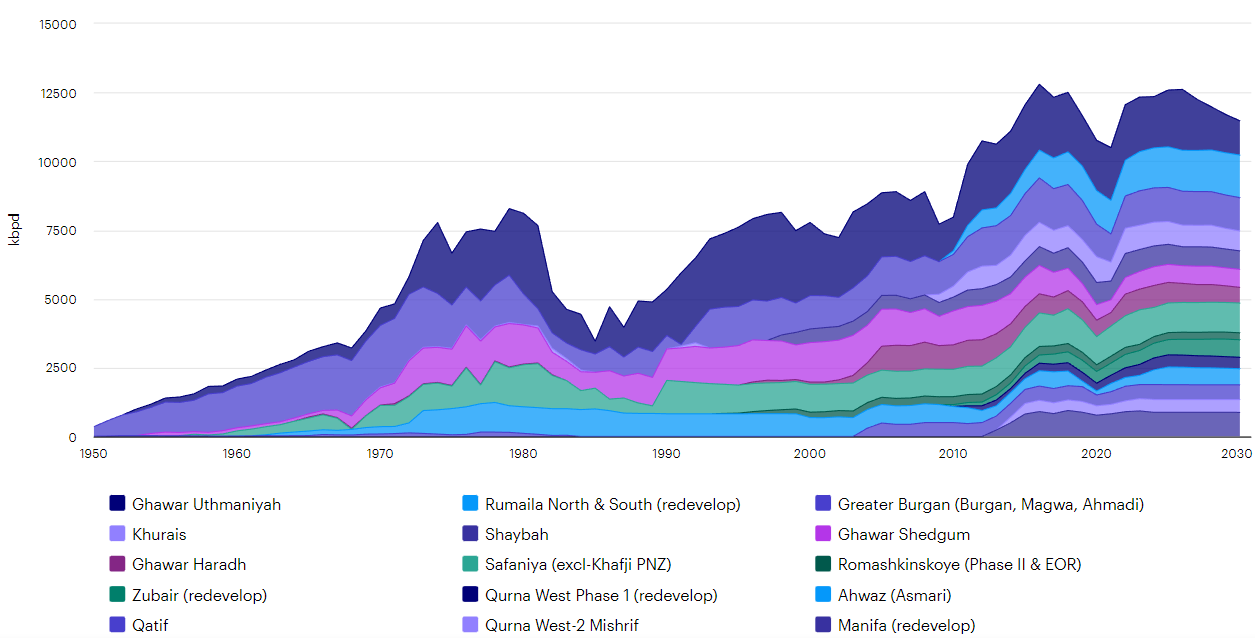 15000
12500
10000
7500
5000
2500
0
kbpd
1950 1960 1970 1980 1990 2000 2010 2020 2030
Ghawar Uthmaniyah Rumaila North & South (redevelop) Greater Burgan (Burgan, Magwa, Ahmadi)
Khurais Shaybah Ghawar Shedgum
Ghawar Haradh Safaniya (excl-Khafji PNZ) Romashkinskoye (Phase II & EOR)
Zubair (redevelop) Qurna West Phase 1 (redevelop) Ahwaz (Asmari)
Qatif Qurna West-2 Mishrif Manifa (redevelop)